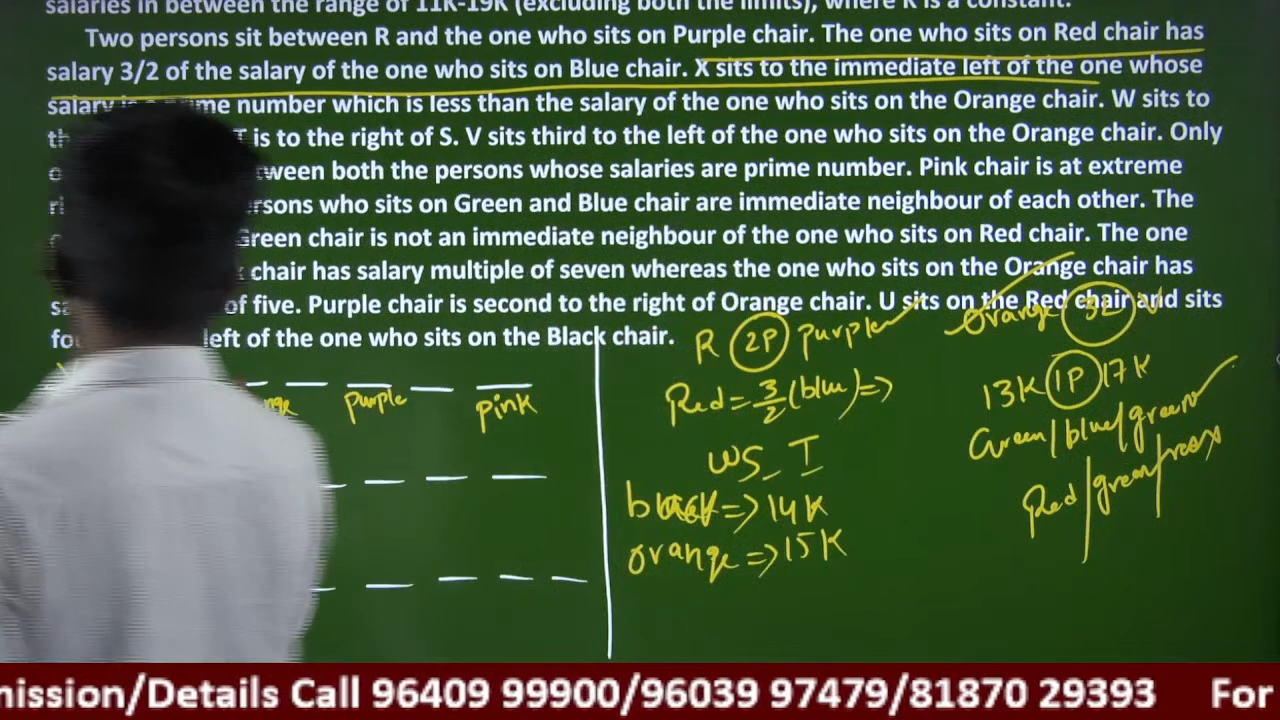 salaries in between the range of 11K-19K (excluding both the limits), where K is a constant.
Two persons sit between R and the one who sits on Purple chair. The one who sits on Red chair has
salary 3/2 of the salary of the one who sits on Blue chair. X sits to the immediate left of the one whose
salary number which is less than the salary of the one who sits on the Orange chair. W sits to
T is to the right of S. V sits third to the left of the one who sits on the Orange chair. Only
both the persons whose salaries are prime number. Pink chair is at extreme
who sits on Green and Blue chair are immediate neighbour of each other. The
Green chair is not an immediate neighbour of the one who sits on Red chair. The one
chair has salary multiple of seven whereas the one who sits on the Orange chair has
of five. Purple chair is second to the right of Orange chair. U sits on the Red chair and sits
left of the one who sits on the Black chair.
R 2P purple
Orange
Red = 3/2 (blue) =>
13K 1P 17K
purple
pink
Green/blue/green
WS_ T
Red/green/
black => 14K
orange => 15K
mission/Details Call 96409 99900/96039 97479/81870 29393 For